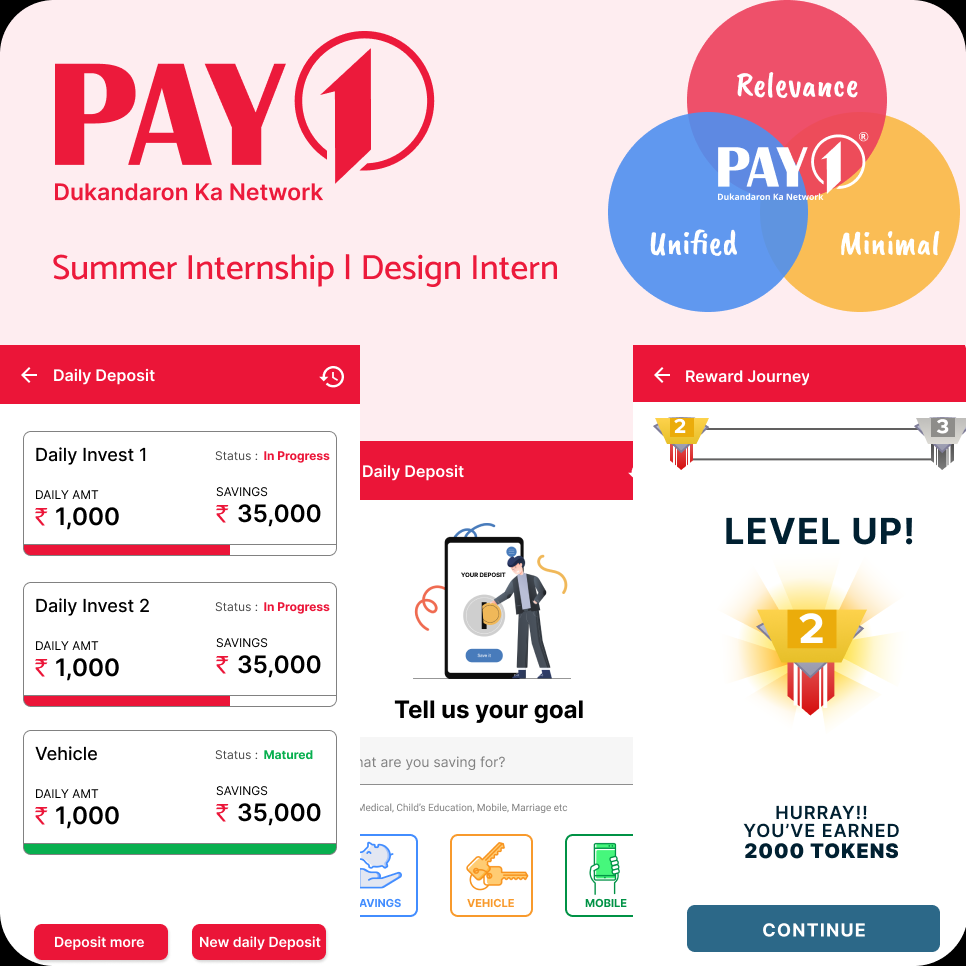 PAY1
Dukandaron Ka Network
Summer Internship | Design Intern
Relevance
PAY1®
Dukandaron Ka Network
Unified
Minimal
Daily Deposit
Daily Invest 1
Status : In Progress
DAILY AMT
SAVINGS
₹ 1,000
₹ 35,000
Daily Invest 2
Status : In Progress
DAILY AMT
SAVINGS
₹ 1,000
₹ 35,000
Vehicle
Status : Matured
DAILY AMT
SAVINGS
₹ 1,000
₹ 35,000
Deposit more
New daily Deposit
Daily Deposit
YOUR DEPOSIT
Save it
Tell us your goal
hat are you saving for?
Medical, Child's Education, Mobile, Marriage etc
AVINGS
VEHICLE
MOBILE
Reward Journey
2
3
LEVEL UP!
2
HURRAY!!
YOU'VE EARNED
2000 TOKENS
CONTINUE